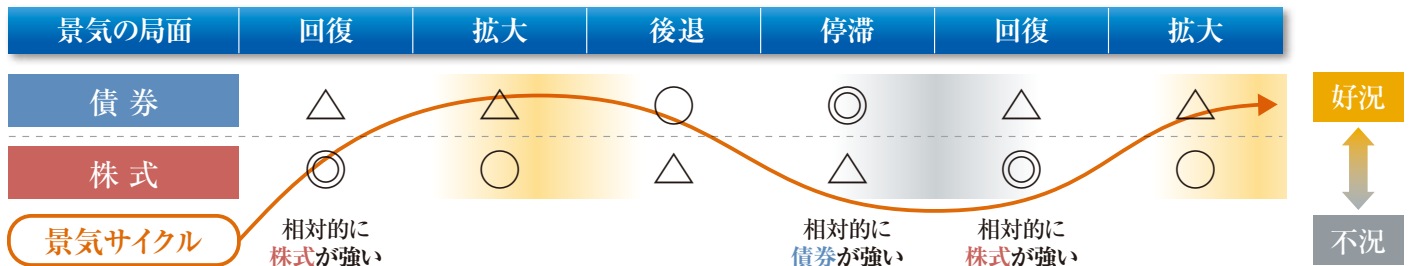 景気の局面 回復 拡大 後退 停滞 回復 拡大
債券 △ △ ○ ◎ △ △ 好況
株式 ◎ ○ △ △ ◎ ○
景気サイクル 相対的に 相対的に 相対的に 不況
株式が強い 債券が強い 株式が強い